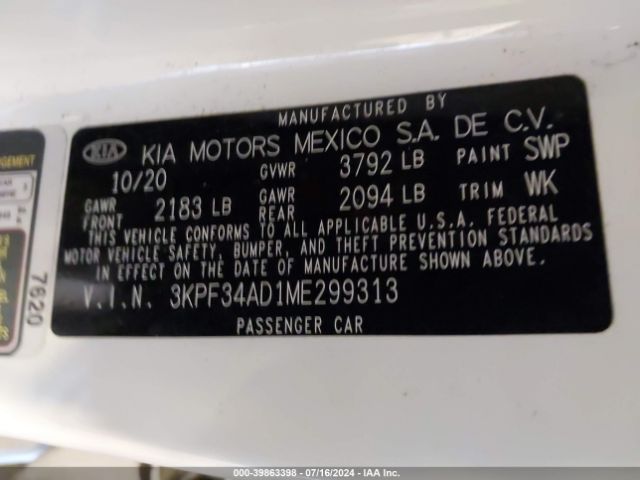 MANUFACTURED BY
KIA KIA MOTORS MEXICO S.A. DE C.V.
10/20 GVWR 3792 LB PAINT SWP
GAWR FRONT 2183 LB GAWR REAR 2094 LB TRIM WK
THIS VEHICLE CONFORMS TO ALL APPLICABLE U.S.A. FEDERAL
MOTOR VEHICLE SAFETY, BUMPER, AND THEFT PREVENTION STANDARDS
IN EFFECT ON THE DATE OF MANUFACTURE SHOWN ABOVE.
V.I.N. 3KPF34AD1ME299313
PASSENGER CAR
7620
000-39863398 - 07/16/2024 - IAA Inc.